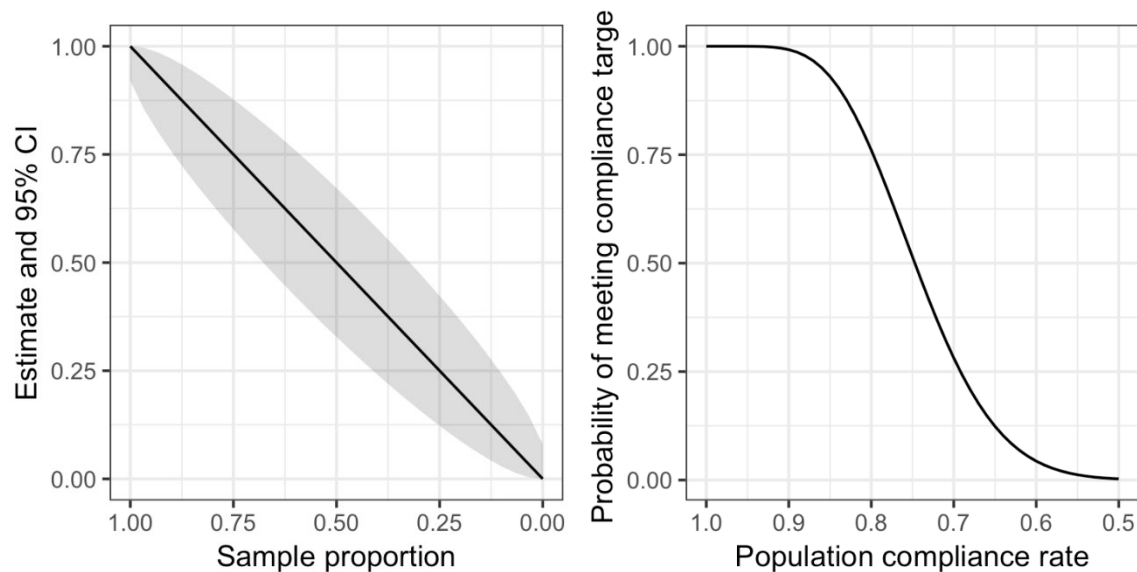 Estimate and 95% CI
1.00
0.75
0.50
0.25
0.00
1.00 0.75 0.50 0.25 0.00
Sample proportion
Probability of meeting compliance targe
1.00
0.75
0.50
0.25
0.00
1.0 0.9 0.8 0.7 0.6 0.5
Population compliance rate